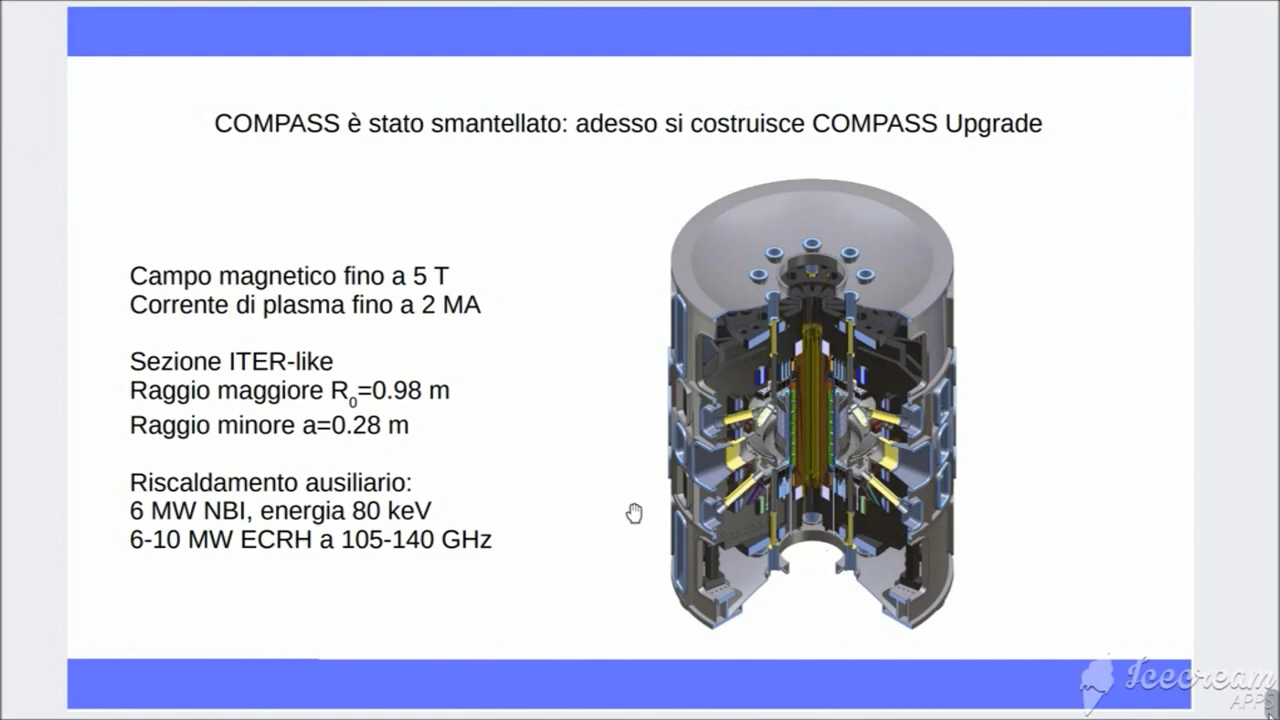 COMPASS è stato smantellato: adesso si costruisce COMPASS Upgrade
Campo magnetico fino a 5 T
Corrente di plasma fino a 2 MA
Sezione ITER-like
Raggio maggiore R0=0.98 m
Raggio minore a=0.28 m
Riscaldamento ausiliario:
6 MW NBI, energia 80 keV
6-10 MW ECRH a 105-140 GHz
Icecream
APPS